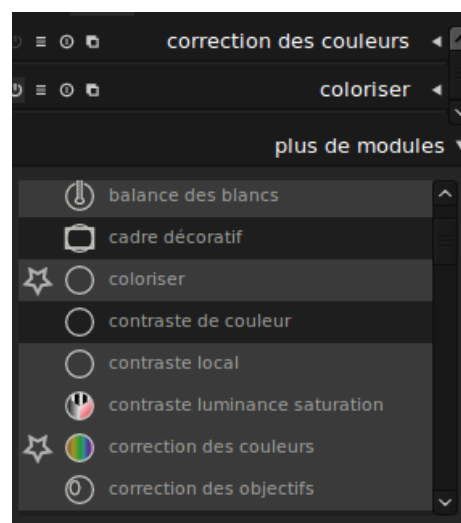 correction des couleurs
coloriser
plus de modules
balance des blancs
cadre décoratif
coloriser
contraste de couleur
contraste local
contraste luminance saturation
correction des couleurs
correction des objectifs